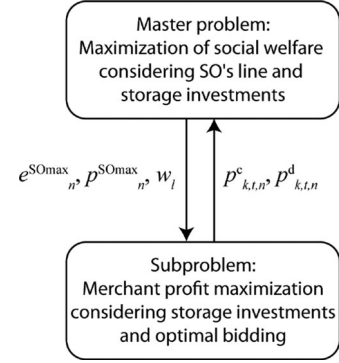 Master problem:
Maximization of social welfare
considering SO's line and
storage investments
e^SOmax_n, p^SOmax_n, w_l p^c_k,t,n, p^d_k,t,n
Subproblem:
Merchant profit maximization
considering storage investments
and optimal bidding